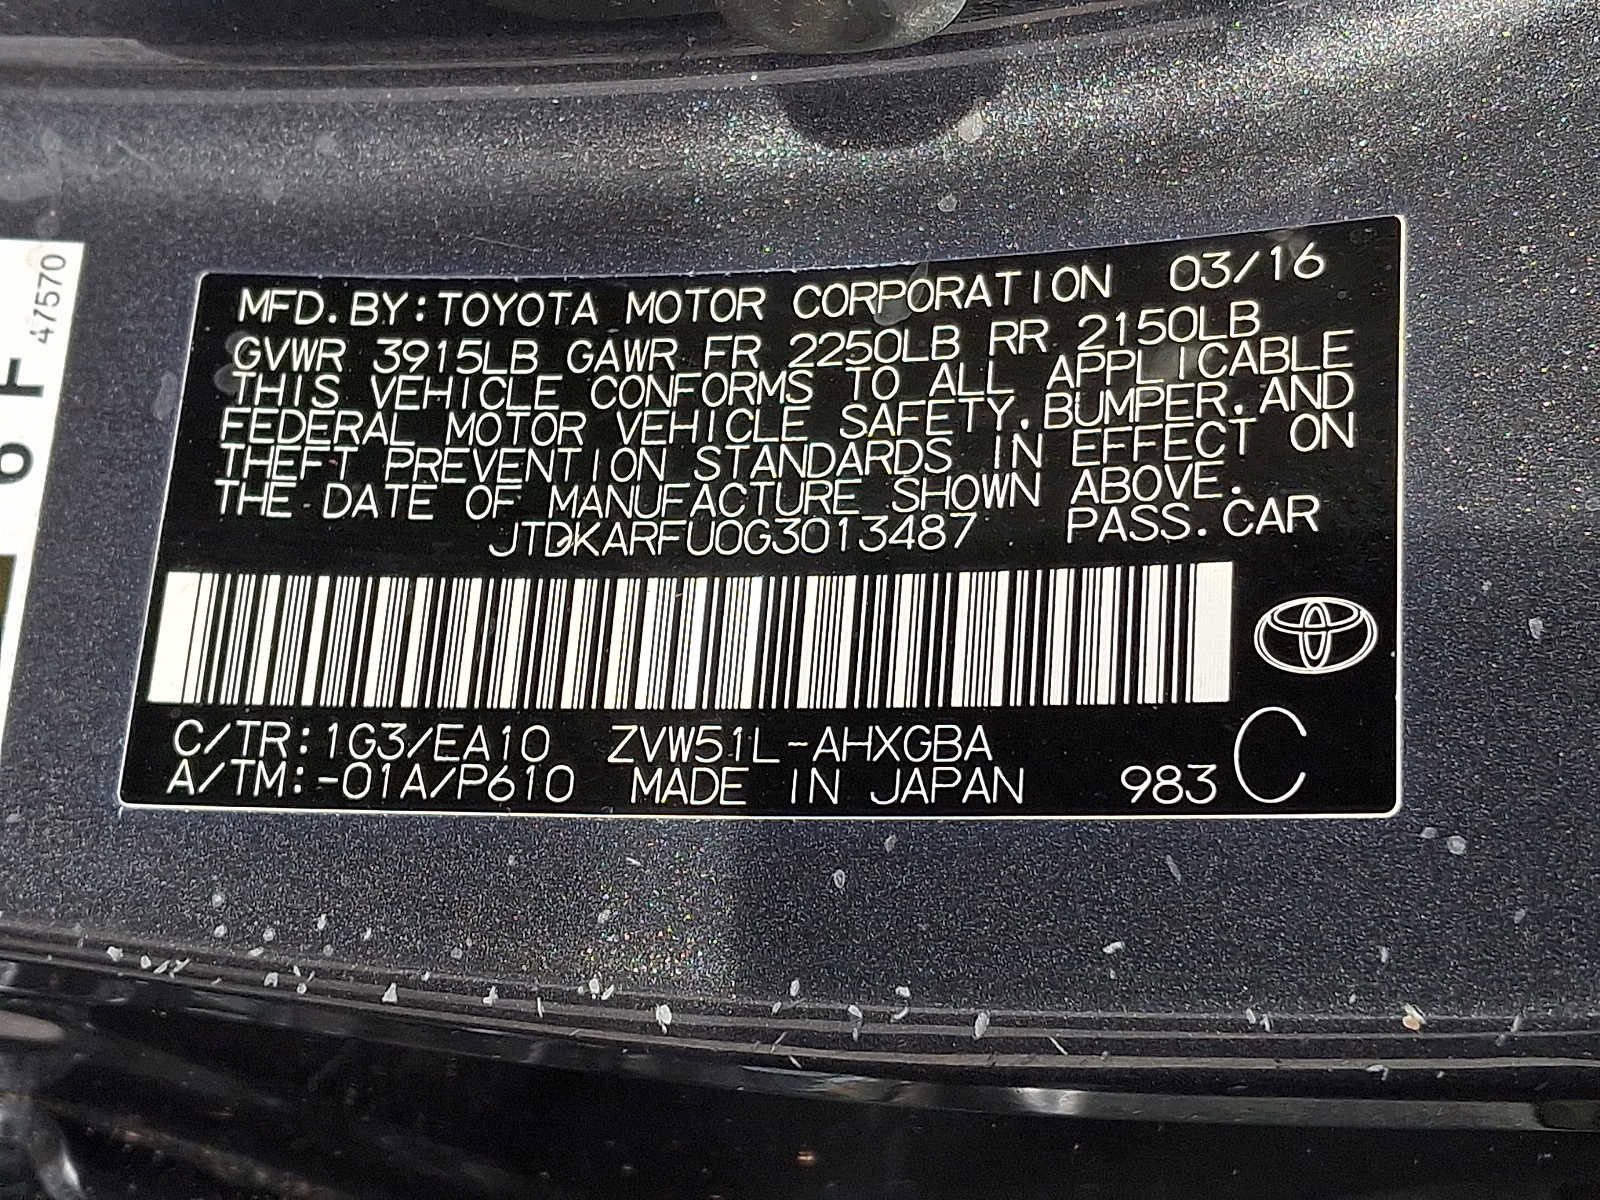 47570
6 F
MFD. BY: TOYOTA MOTOR CORPORATION 03/16
GVWR 3915LB GAWR FR 2250LB RR 2150LB
THIS VEHICLE CONFORMS TO ALL APPLICABLE
FEDERAL MOTOR VEHICLE SAFETY, BUMPER, AND
THEFT PREVENTION STANDARDS IN EFFECT ON
THE DATE OF MANUFACTURE SHOWN ABOVE.
JTDKARFU0G3013487 PASS. CAR
C/TR: 1G3/EA10 ZVW51L-AHXGBA
A/TM: -01A/P610 MADE IN JAPAN 983 C